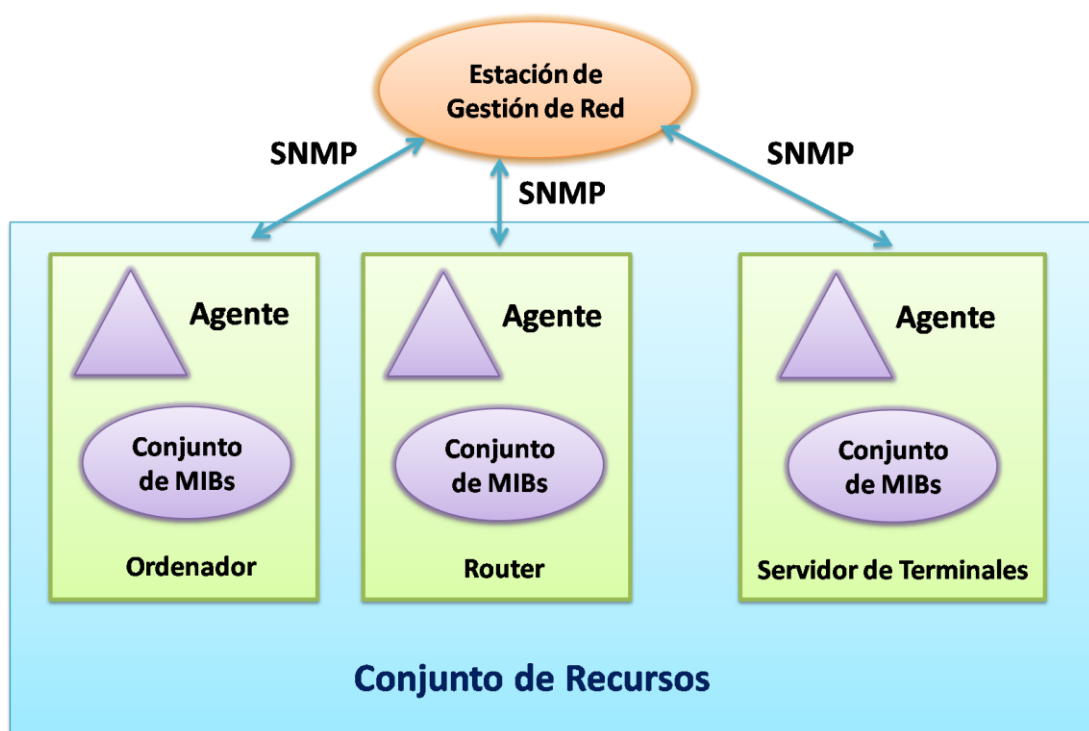 Estación de
Gestión de Red
SNMP
SNMP
SNMP
Agente
Conjunto
de MIBs
Ordenador
Agente
Conjunto
de MIBs
Router
Agente
Conjunto
de MIBs
Servidor de Terminales
Conjunto de Recursos